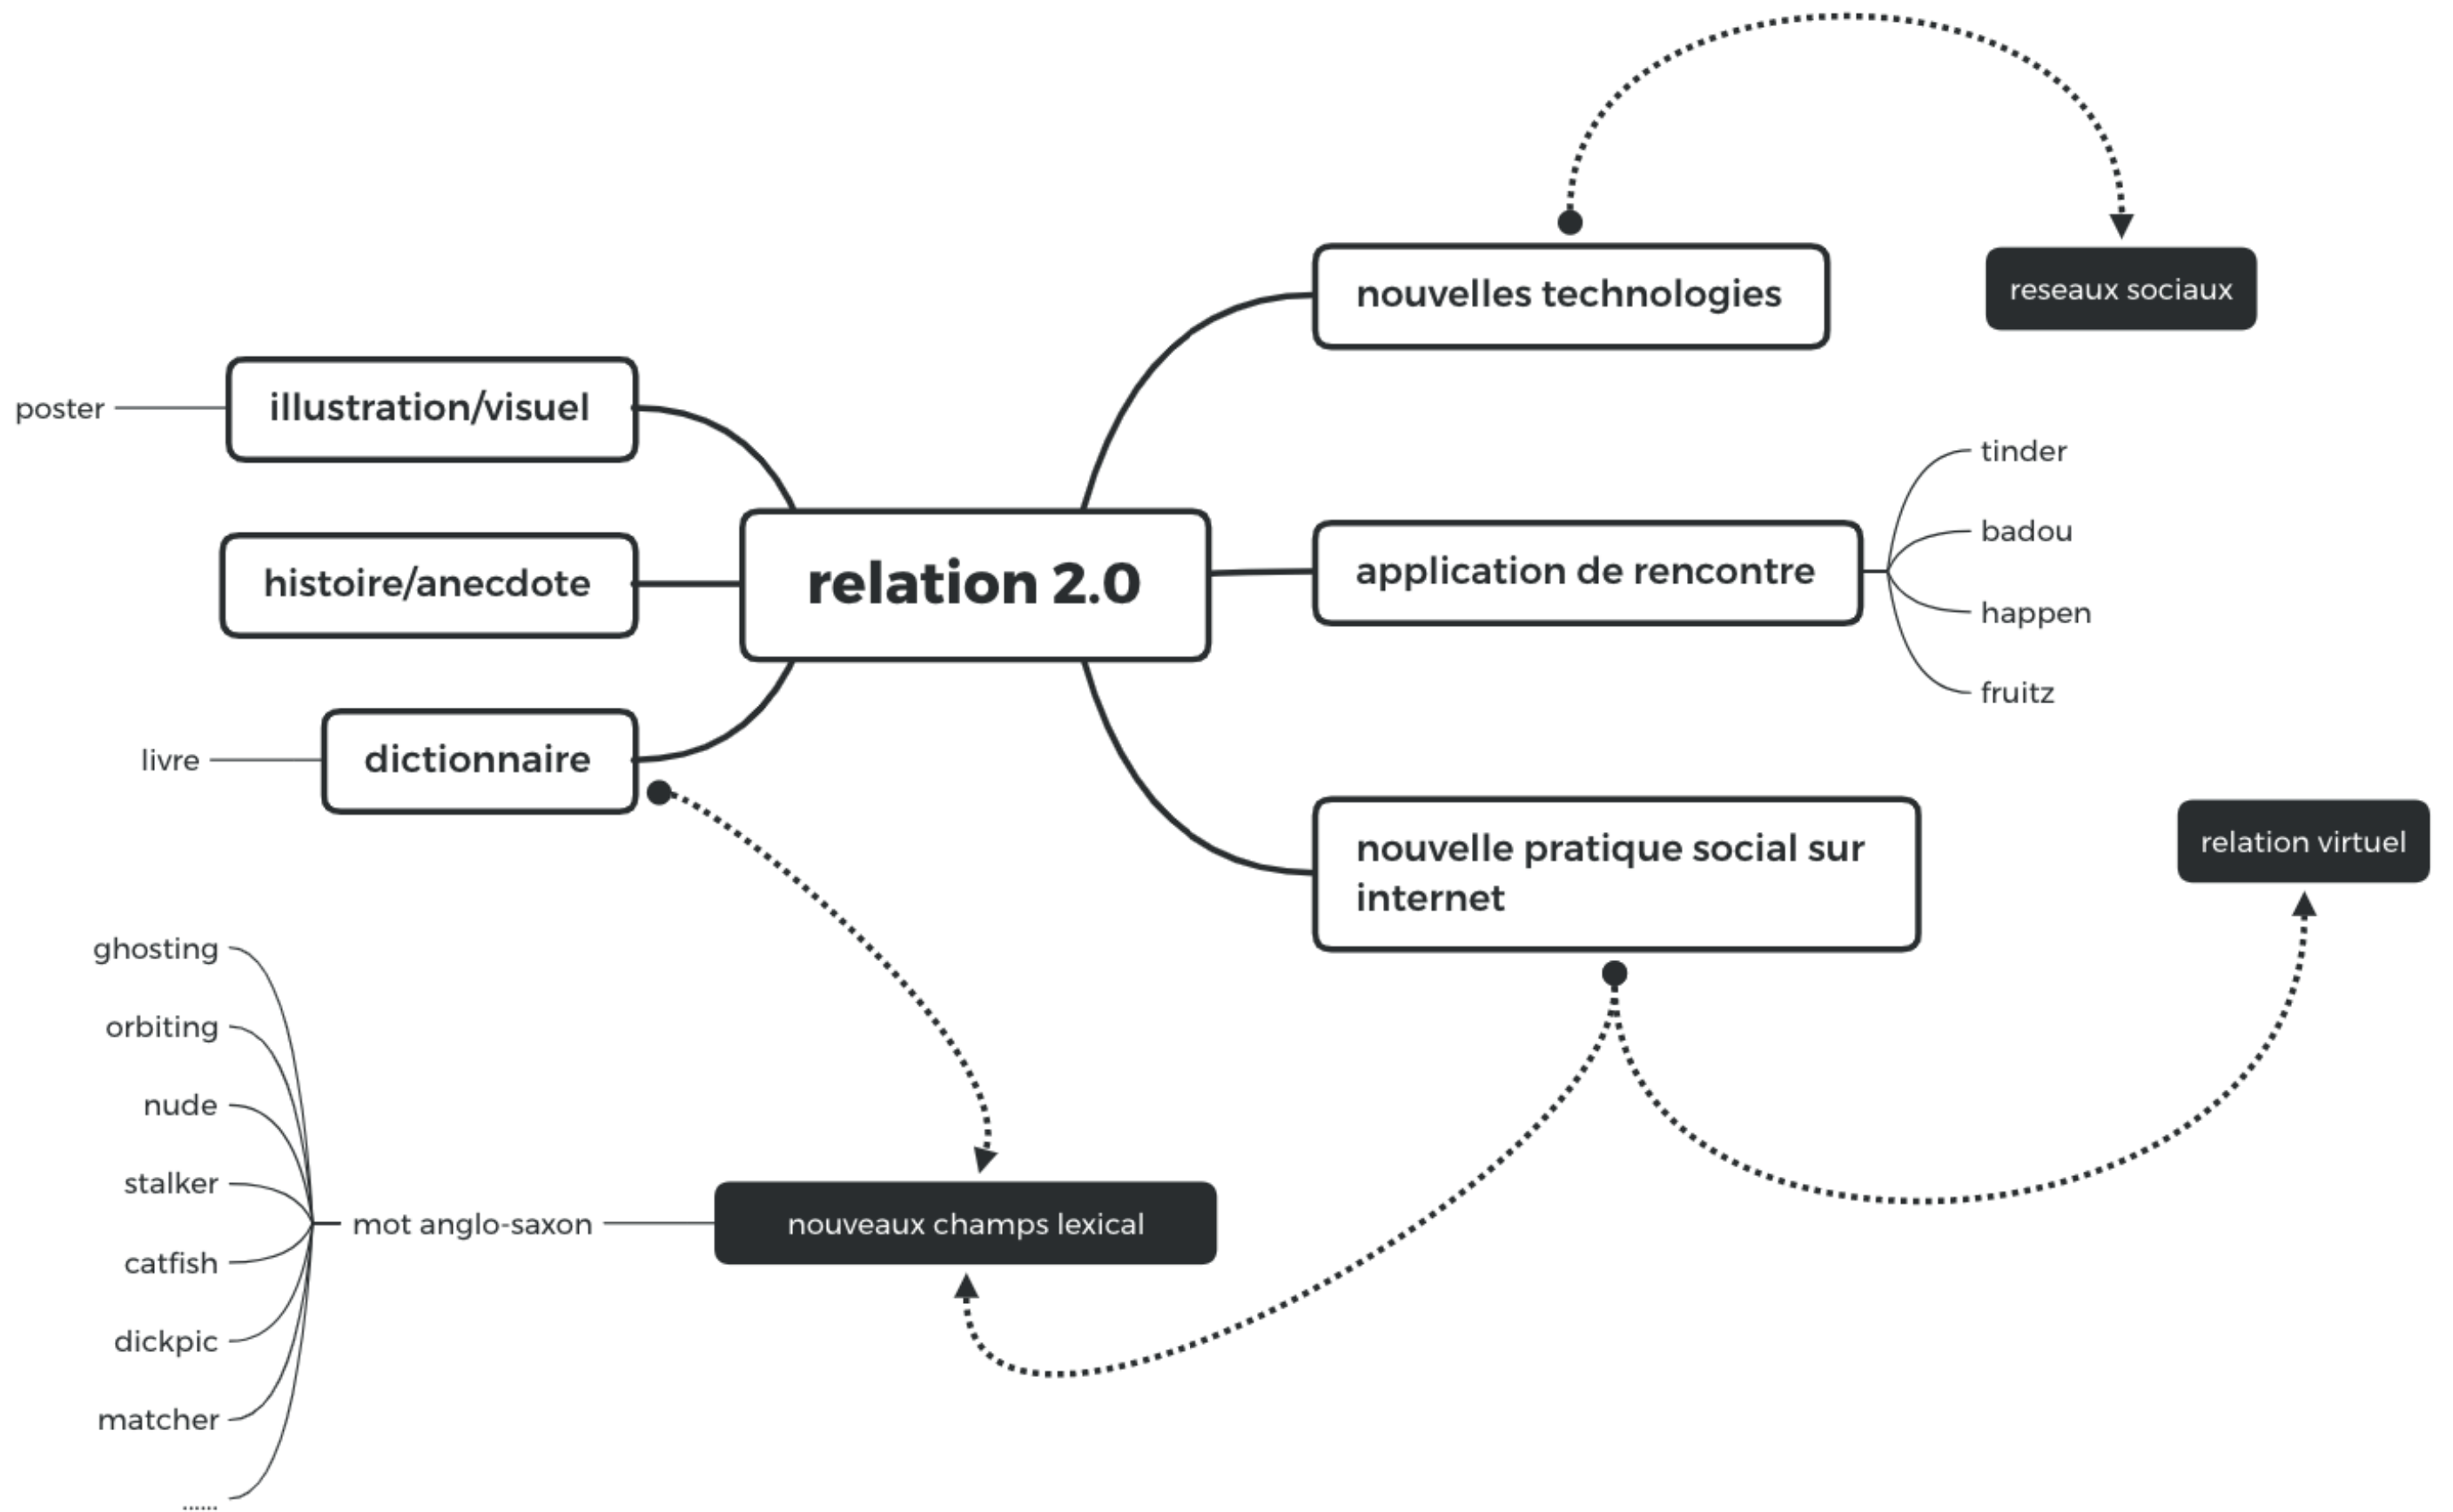 relation 2.0
nouvelles technologies
reseaux sociaux
application de rencontre
tinder
badou
happen
fruitz
nouvelle pratique social sur
internet
relation virtuel
illustration/visuel
poster
histoire/anecdote
dictionnaire
livre
nouveaux champs lexical
mot anglo-saxon
ghosting
orbiting
nude
stalker
catfish
dickpic
matcher
......